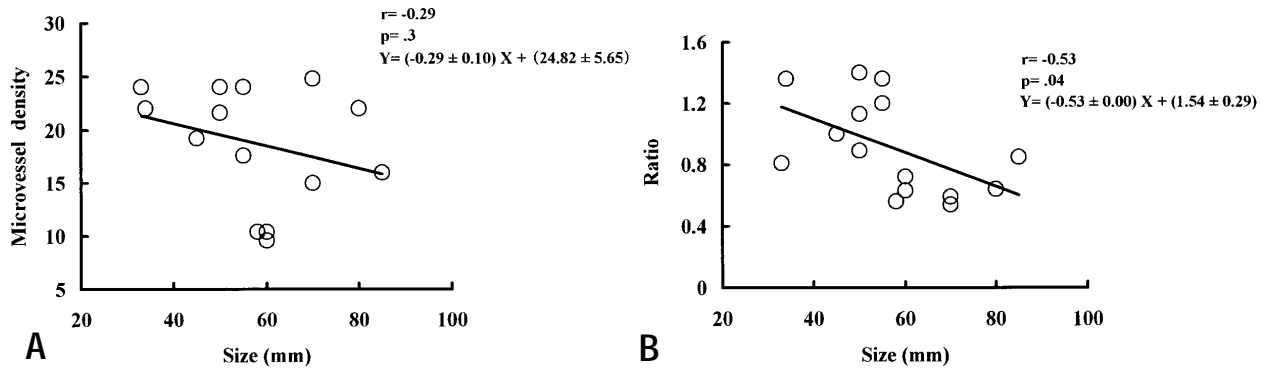 r= -0.29
p= .3
Y= (-0.29 ± 0.10) X + (24.82 ± 5.65)
30
25
20
15
10
5
Microvessel density
20 40 60 80 100
Size (mm)
A
r= -0.53
p= .04
Y= (-0.53 ± 0.00) X + (1.54 ± 0.29)
1.6
1.2
0.8
0.4
0
Ratio
20 40 60 80 100
Size (mm)
B